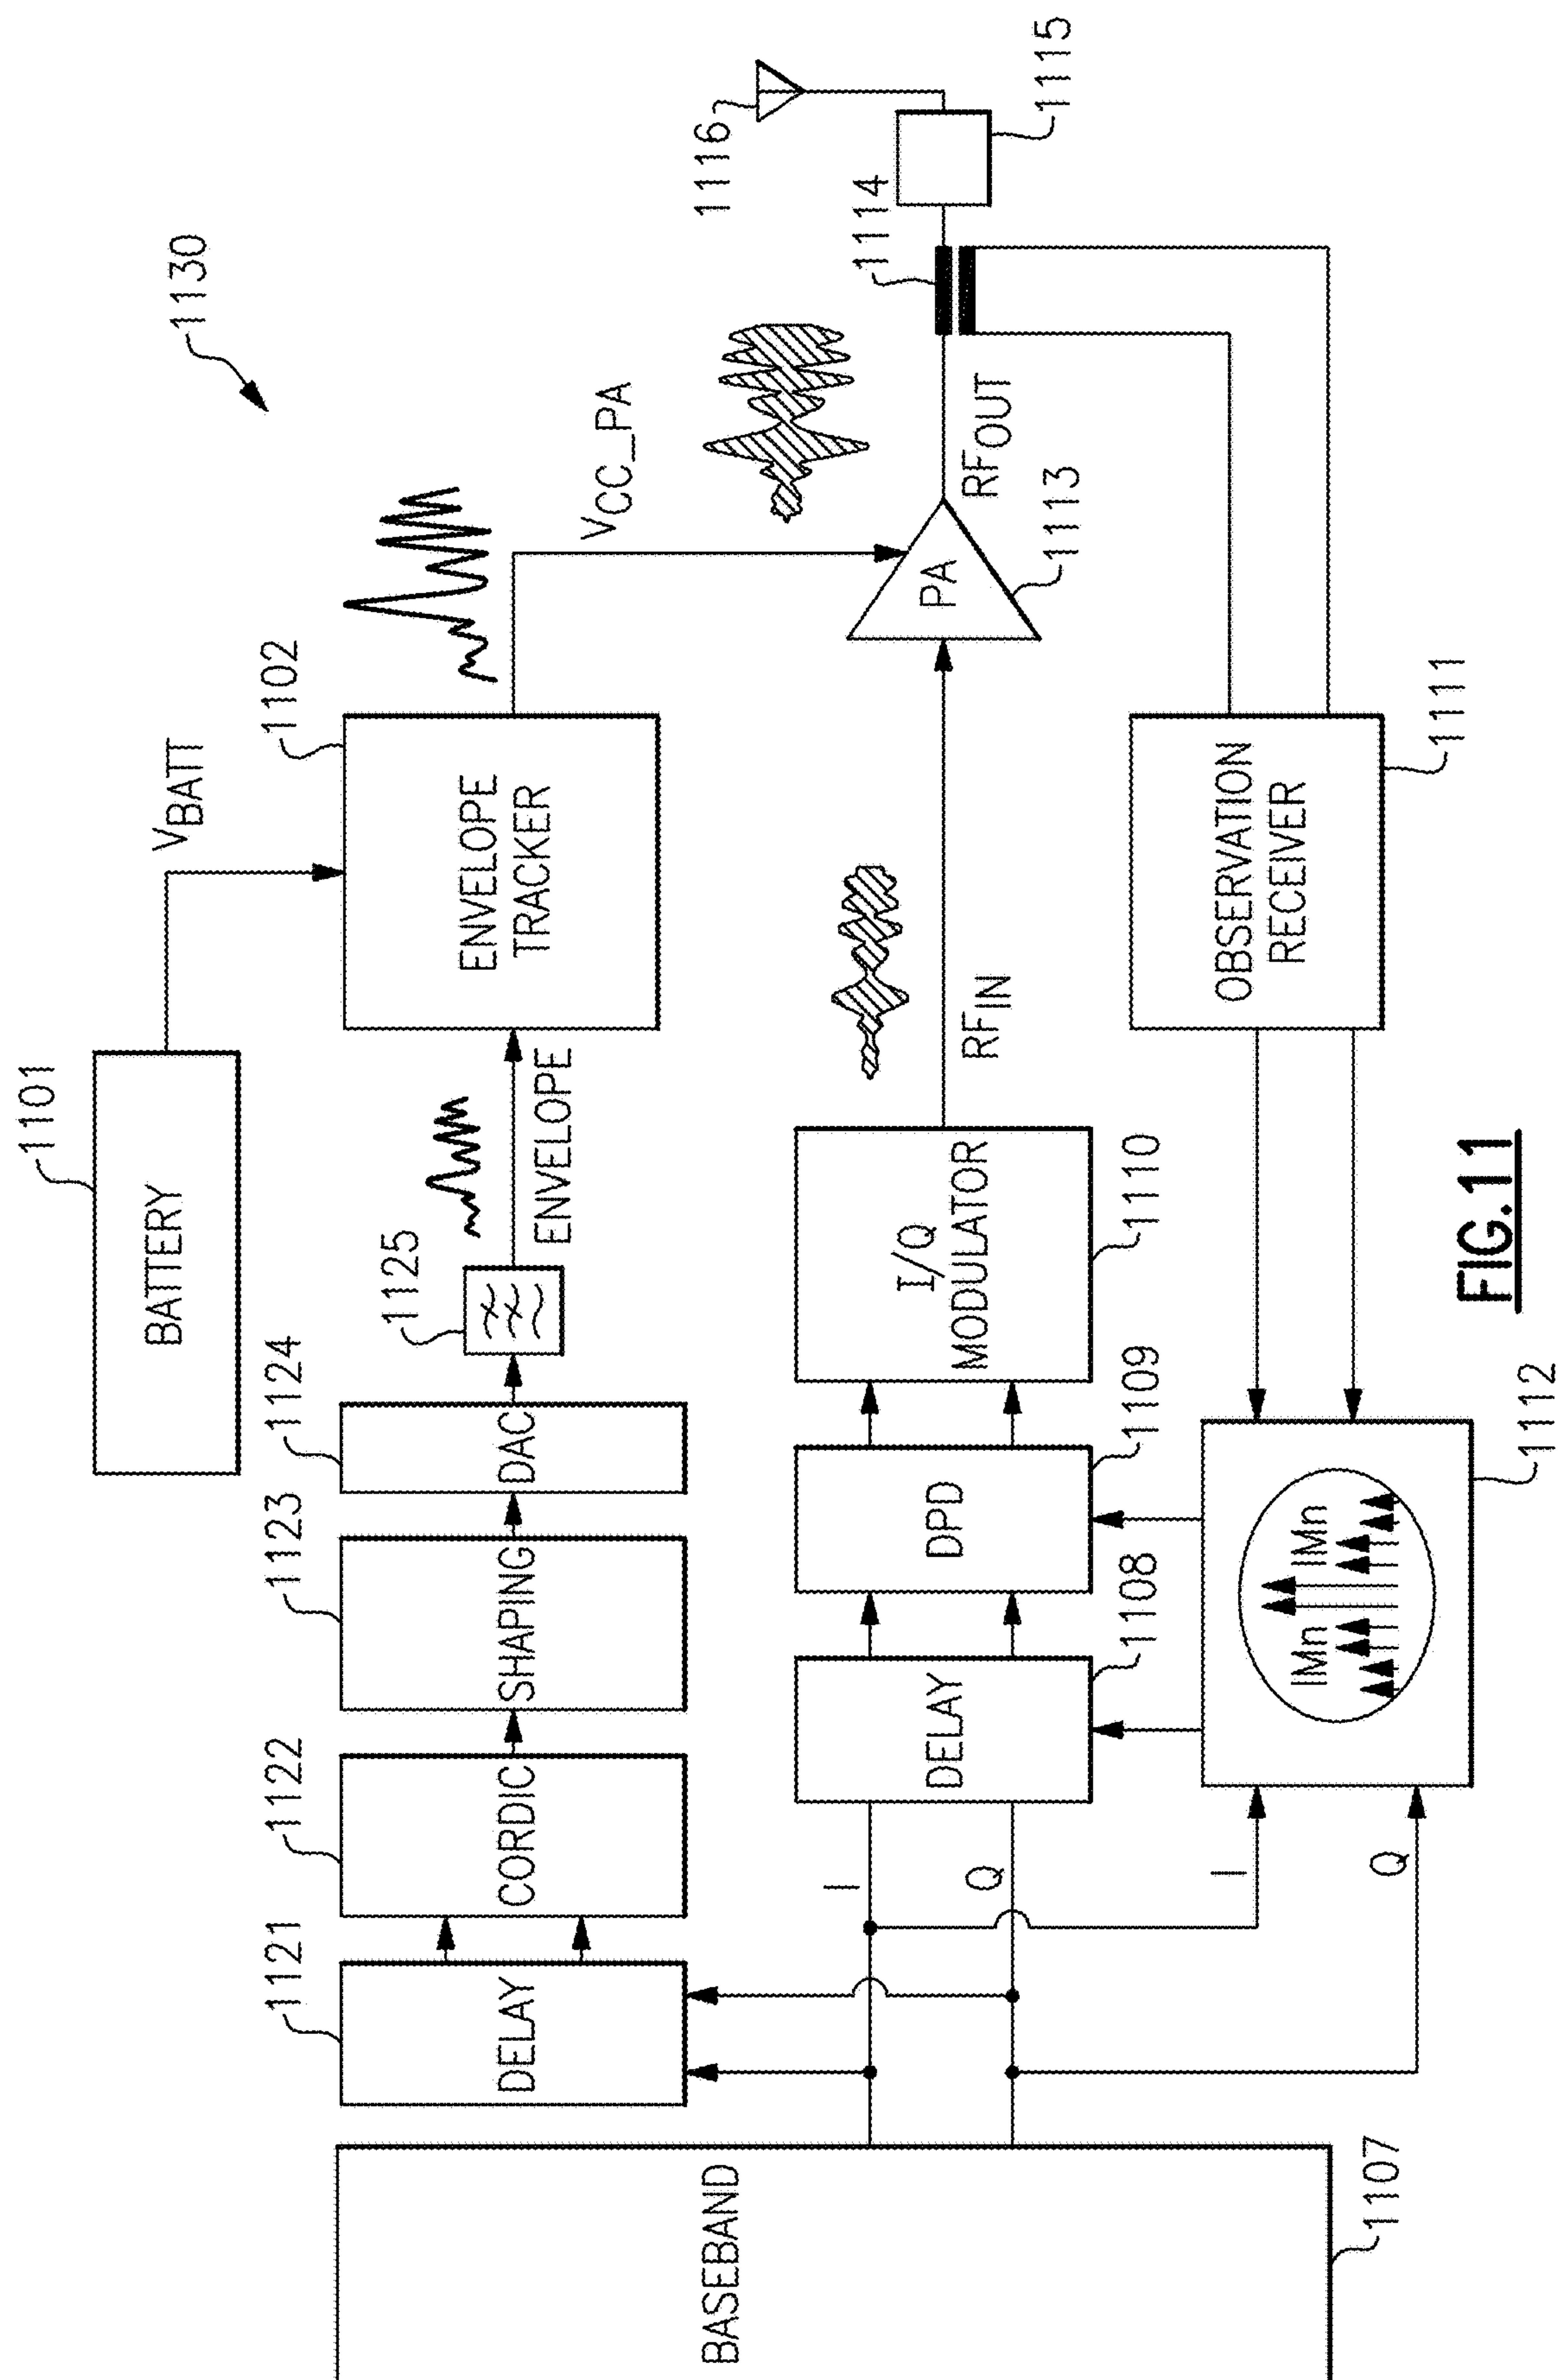 1130
1101
BATTERY
VBATT
1102
ENVELOPE
TRACKER
1121
DELAY
1122
CORDIC
1123
SHAPING
1124
DAC
1125
ENVELOPE
VCC_PA
1116
1114
1115
BASEBAND
1107
I
Q
DELAY
1108
DPD
1109
I/Q
MODULATOR
1110
RFIN
PA
1113
RFOUT
I
Q
IMn
IMn
1112
OBSERVATION
RECEIVER
1111
FIG.11